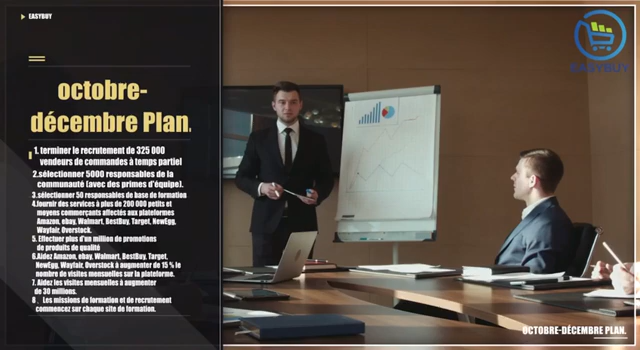 EASYBUY
octobre-
décembre Plan.
1. terminer le recrutement de 325 000
vendeurs de commandes à temps partiel
2.sélectionner 5000 responsables de la
communauté (avec des primes d'équipe).
3.sélectionner 50 responsables de base de formation
4.fournir des services à plus de 200 000 petits et
moyens commerçants affectés aux plateformes
Amazon, ebay, Walmart, BestBuy, Target, NewEgg,
Wayfair, Overstock.
5. Effectuer plus d'un million de promotions
de produits de qualité
6.Aidez Amazon, ebay, Walmart, BestBuy, Target,
NewEgg, Wayfair, Overstock à augmenter de 15 % le
nombre de visites mensuelles sur la plateforme.
7. Aidez les visites mensuelles à augmenter
de 30 millions.
8 、 Les missions de formation et de recrutement
commencez sur chaque site de formation.
EASYBUY
OCTOBRE-DÉCEMBRE PLAN.